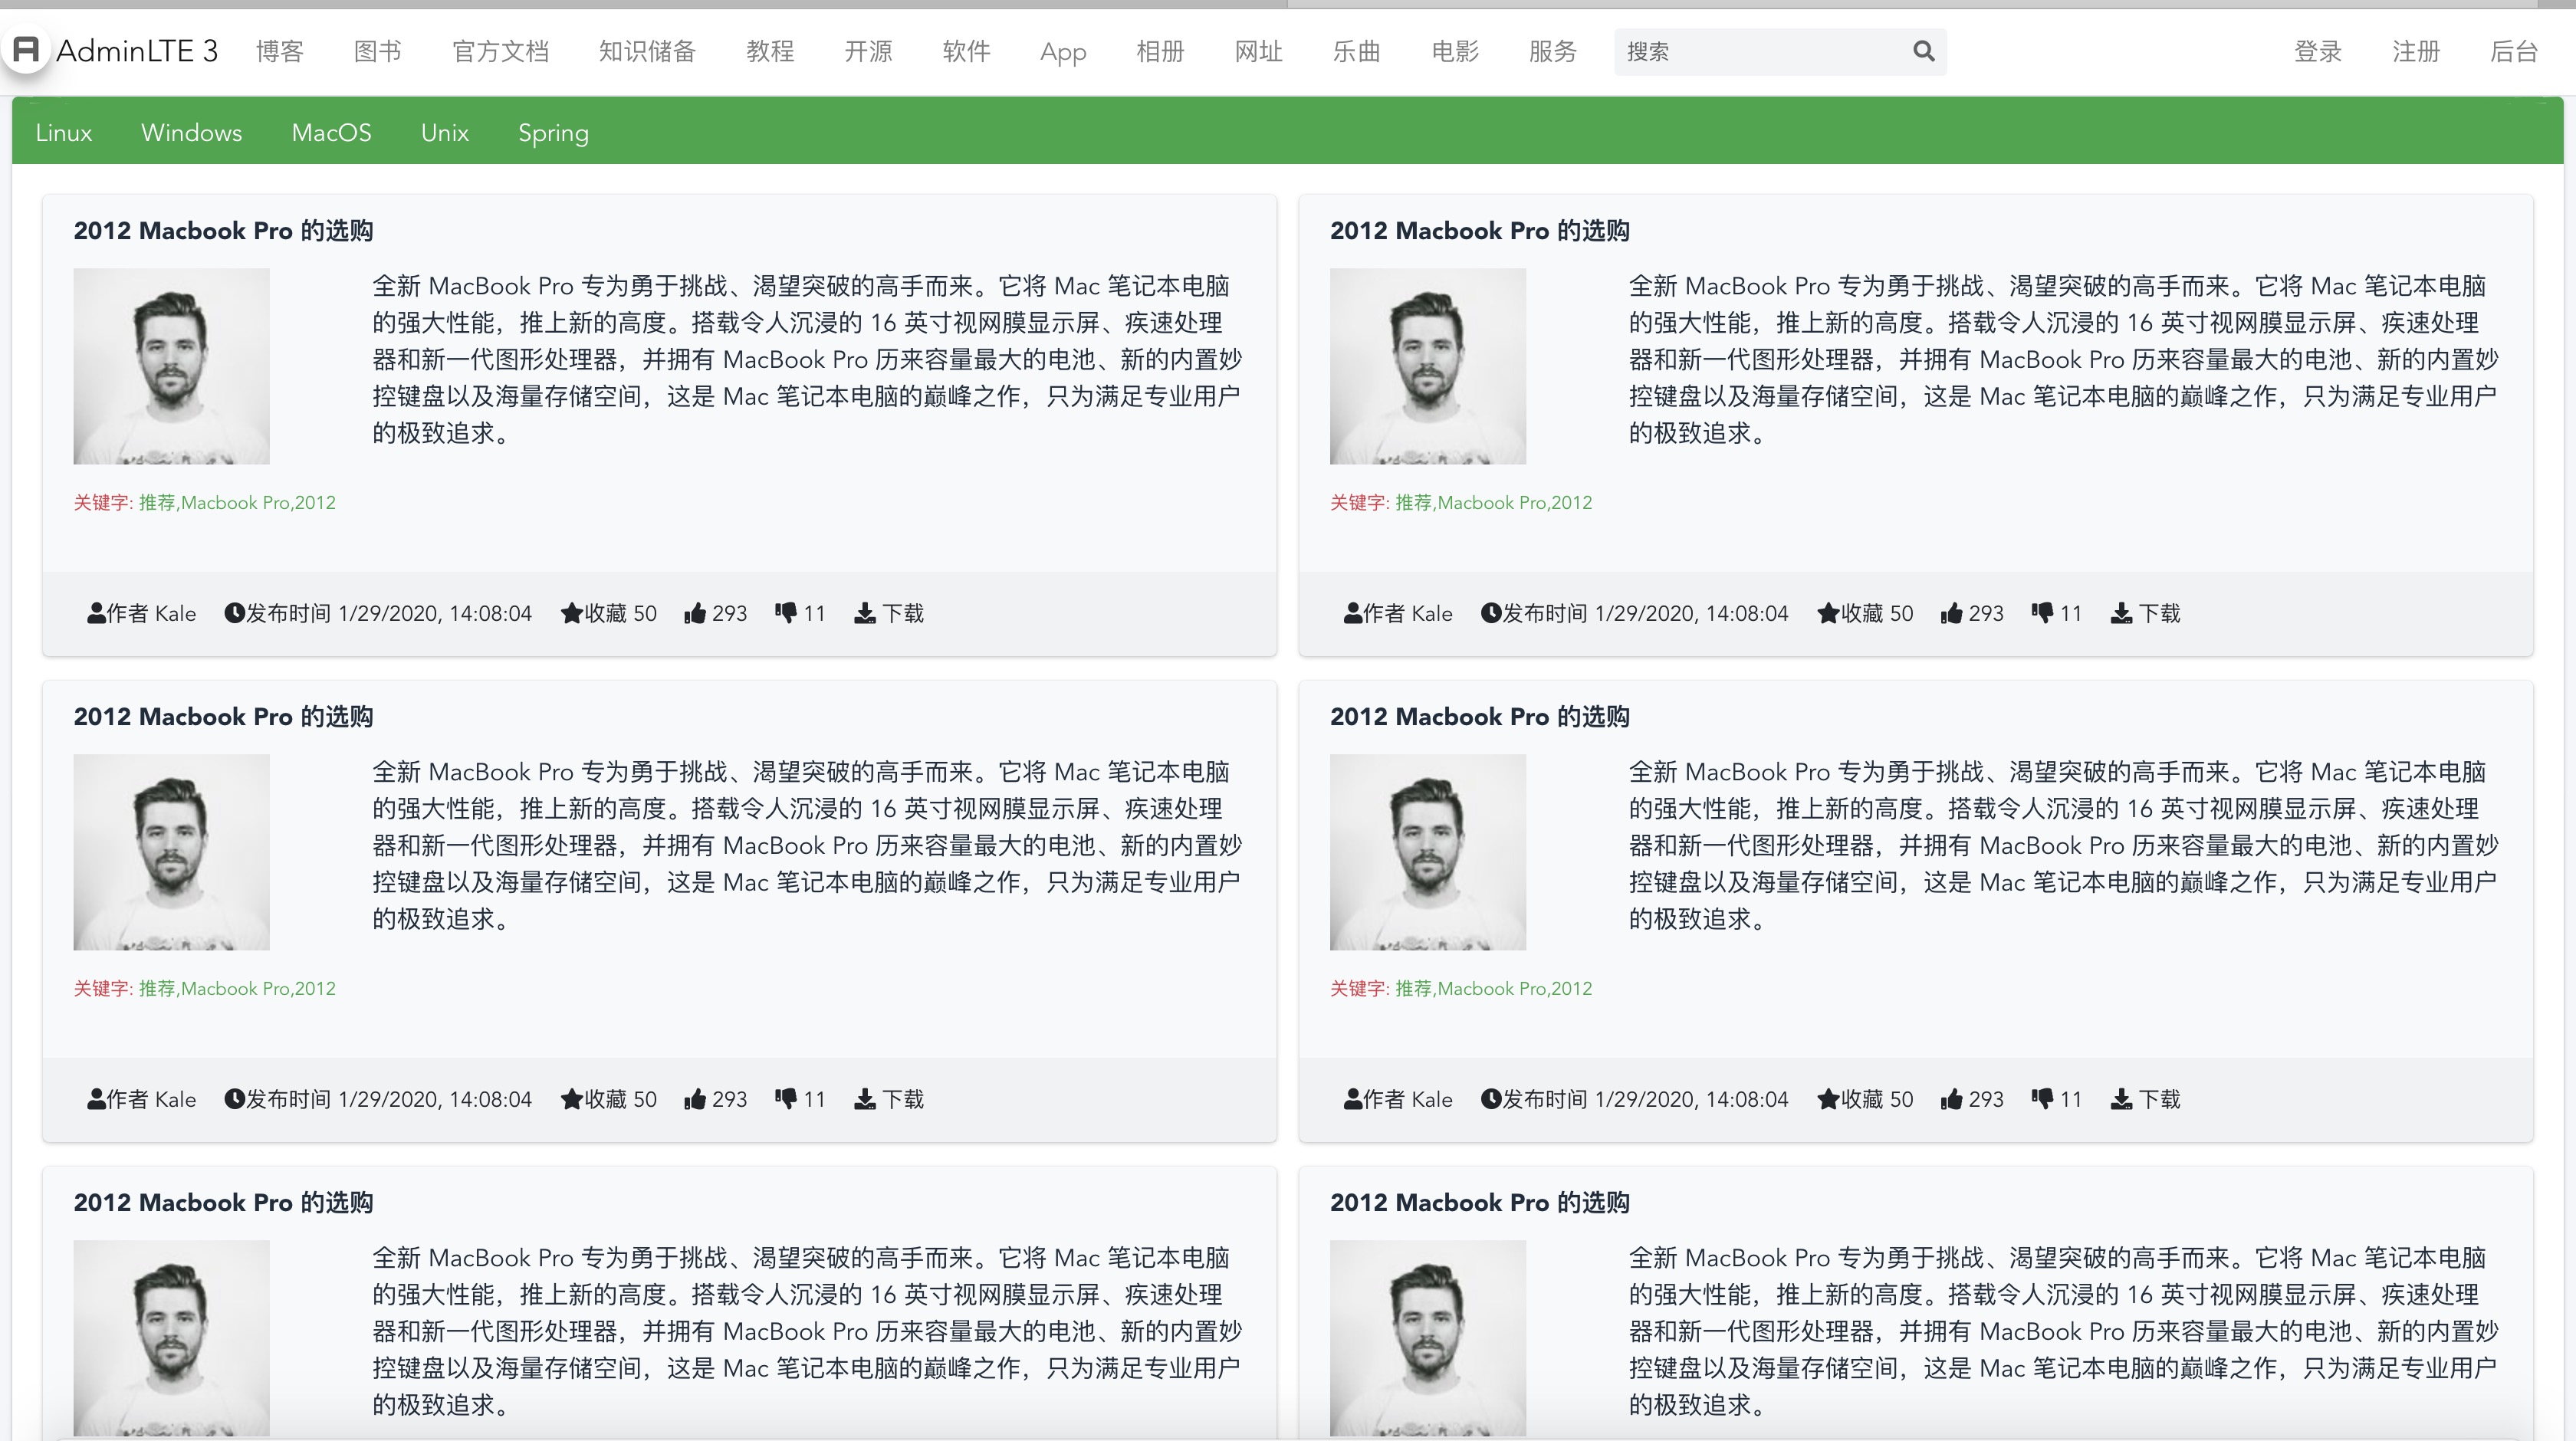 AdminLTE 3 博客 图书 官方文档 知识储备 教程 开源 软件 App 相册 网址 乐曲 电影 服务 搜索 登录 注册 后台
Linux Windows MacOS Unix Spring
2012 Macbook Pro 的选购
全新 MacBook Pro 专为勇于挑战、渴望突破的高手而来。它将 Mac 笔记本电脑
的强大性能，推上新的高度。搭载令人沉浸的 16 英寸视网膜显示屏、疾速处理
器和新一代图形处理器，并拥有 MacBook Pro 历来容量最大的电池、新的内置妙
控键盘以及海量存储空间，这是 Mac 笔记本电脑的巅峰之作，只为满足专业用户
的极致追求。
关键字: 推荐,Macbook Pro,2012
作者 Kale 发布时间 1/29/2020, 14:08:04 收藏 50 293 11 下载
2012 Macbook Pro 的选购
全新 MacBook Pro 专为勇于挑战、渴望突破的高手而来。它将 Mac 笔记本电脑
的强大性能，推上新的高度。搭载令人沉浸的 16 英寸视网膜显示屏、疾速处理
器和新一代图形处理器，并拥有 MacBook Pro 历来容量最大的电池、新的内置妙
控键盘以及海量存储空间，这是 Mac 笔记本电脑的巅峰之作，只为满足专业用户
的极致追求。
关键字: 推荐,Macbook Pro,2012
作者 Kale 发布时间 1/29/2020, 14:08:04 收藏 50 293 11 下载
2012 Macbook Pro 的选购
全新 MacBook Pro 专为勇于挑战、渴望突破的高手而来。它将 Mac 笔记本电脑
的强大性能，推上新的高度。搭载令人沉浸的 16 英寸视网膜显示屏、疾速处理
器和新一代图形处理器，并拥有 MacBook Pro 历来容量最大的电池、新的内置妙
控键盘以及海量存储空间，这是 Mac 笔记本电脑的巅峰之作，只为满足专业用户
的极致追求。
关键字: 推荐,Macbook Pro,2012
作者 Kale 发布时间 1/29/2020, 14:08:04 收藏 50 293 11 下载
2012 Macbook Pro 的选购
全新 MacBook Pro 专为勇于挑战、渴望突破的高手而来。它将 Mac 笔记本电脑
的强大性能，推上新的高度。搭载令人沉浸的 16 英寸视网膜显示屏、疾速处理
器和新一代图形处理器，并拥有 MacBook Pro 历来容量最大的电池、新的内置妙
控键盘以及海量存储空间，这是 Mac 笔记本电脑的巅峰之作，只为满足专业用户
的极致追求。
关键字: 推荐,Macbook Pro,2012
作者 Kale 发布时间 1/29/2020, 14:08:04 收藏 50 293 11 下载
2012 Macbook Pro 的选购
全新 MacBook Pro 专为勇于挑战、渴望突破的高手而来。它将 Mac 笔记本电脑
的强大性能，推上新的高度。搭载令人沉浸的 16 英寸视网膜显示屏、疾速处理
器和新一代图形处理器，并拥有 MacBook Pro 历来容量最大的电池、新的内置妙
控键盘以及海量存储空间，这是 Mac 笔记本电脑的巅峰之作，只为满足专业用户
的极致追求。
2012 Macbook Pro 的选购
全新 MacBook Pro 专为勇于挑战、渴望突破的高手而来。它将 Mac 笔记本电脑
的强大性能，推上新的高度。搭载令人沉浸的 16 英寸视网膜显示屏、疾速处理
器和新一代图形处理器，并拥有 MacBook Pro 历来容量最大的电池、新的内置妙
控键盘以及海量存储空间，这是 Mac 笔记本电脑的巅峰之作，只为满足专业用户
的极致追求。